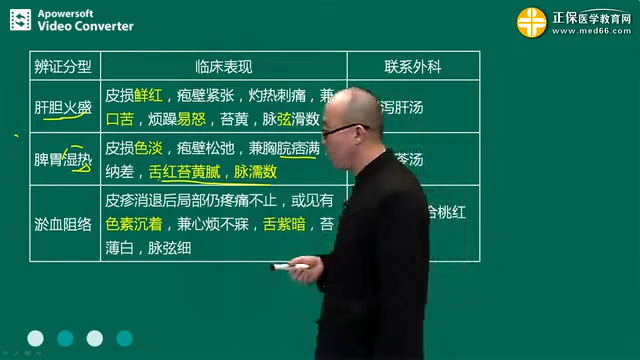 Apowersoft
Video Converter
正保医学教育网
www.med66.com
辨证分型 临床表现 联系外科
肝胆火盛
皮损鲜红，疱壁紧张，灼热刺痛，兼
口苦，烦躁易怒，苔黄，脉弦滑数
泻肝汤
脾胃湿热
皮损色淡，疱壁松弛，兼胸脘痞满
纳差，舌红苔黄腻，脉濡数
苓汤
淤血阻络
皮疹消退后局部仍疼痛不止，或见有
色素沉着，兼心烦不寐，舌紫暗，苔
薄白，脉弦细
合桃红